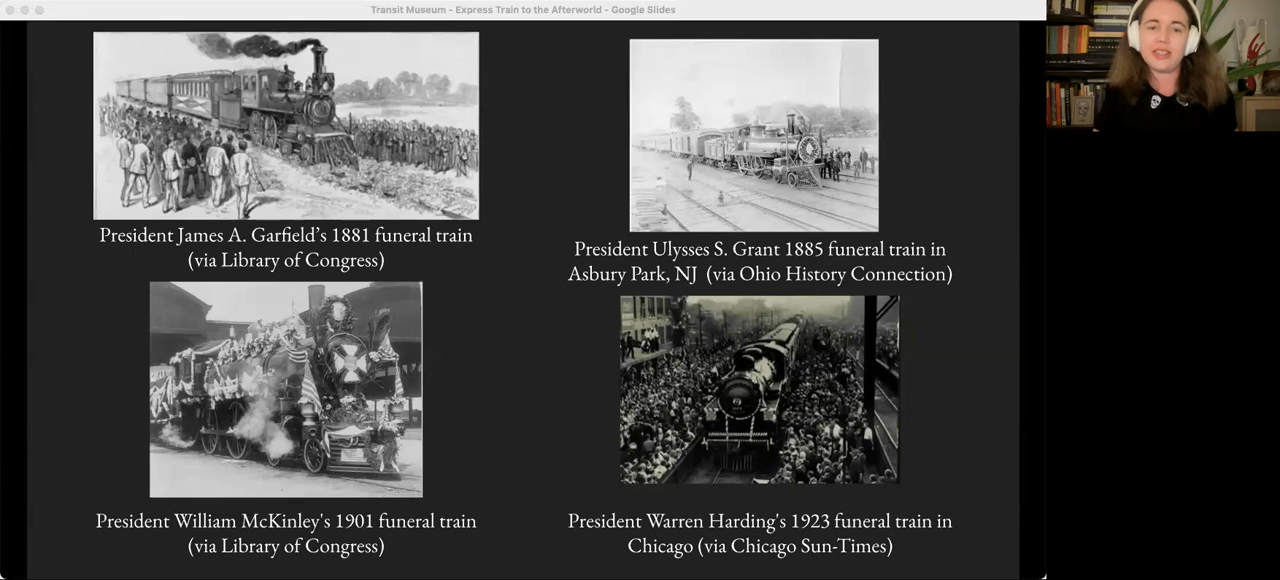 Transit Museum - Express Train to the Afterworld - Google Slides
President James A. Garfield’s 1881 funeral train
(via Library of Congress)
President Ulysses S. Grant 1885 funeral train in
Asbury Park, NJ (via Ohio History Connection)
President William McKinley's 1901 funeral train
(via Library of Congress)
President Warren Harding's 1923 funeral train in
Chicago (via Chicago Sun-Times)